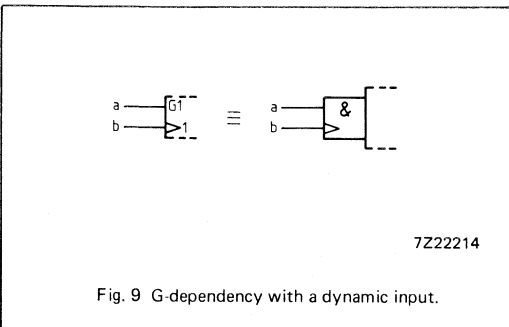 a G1 a &
b 1 b
7Z22214
Fig. 9 G-dependency with a dynamic input.